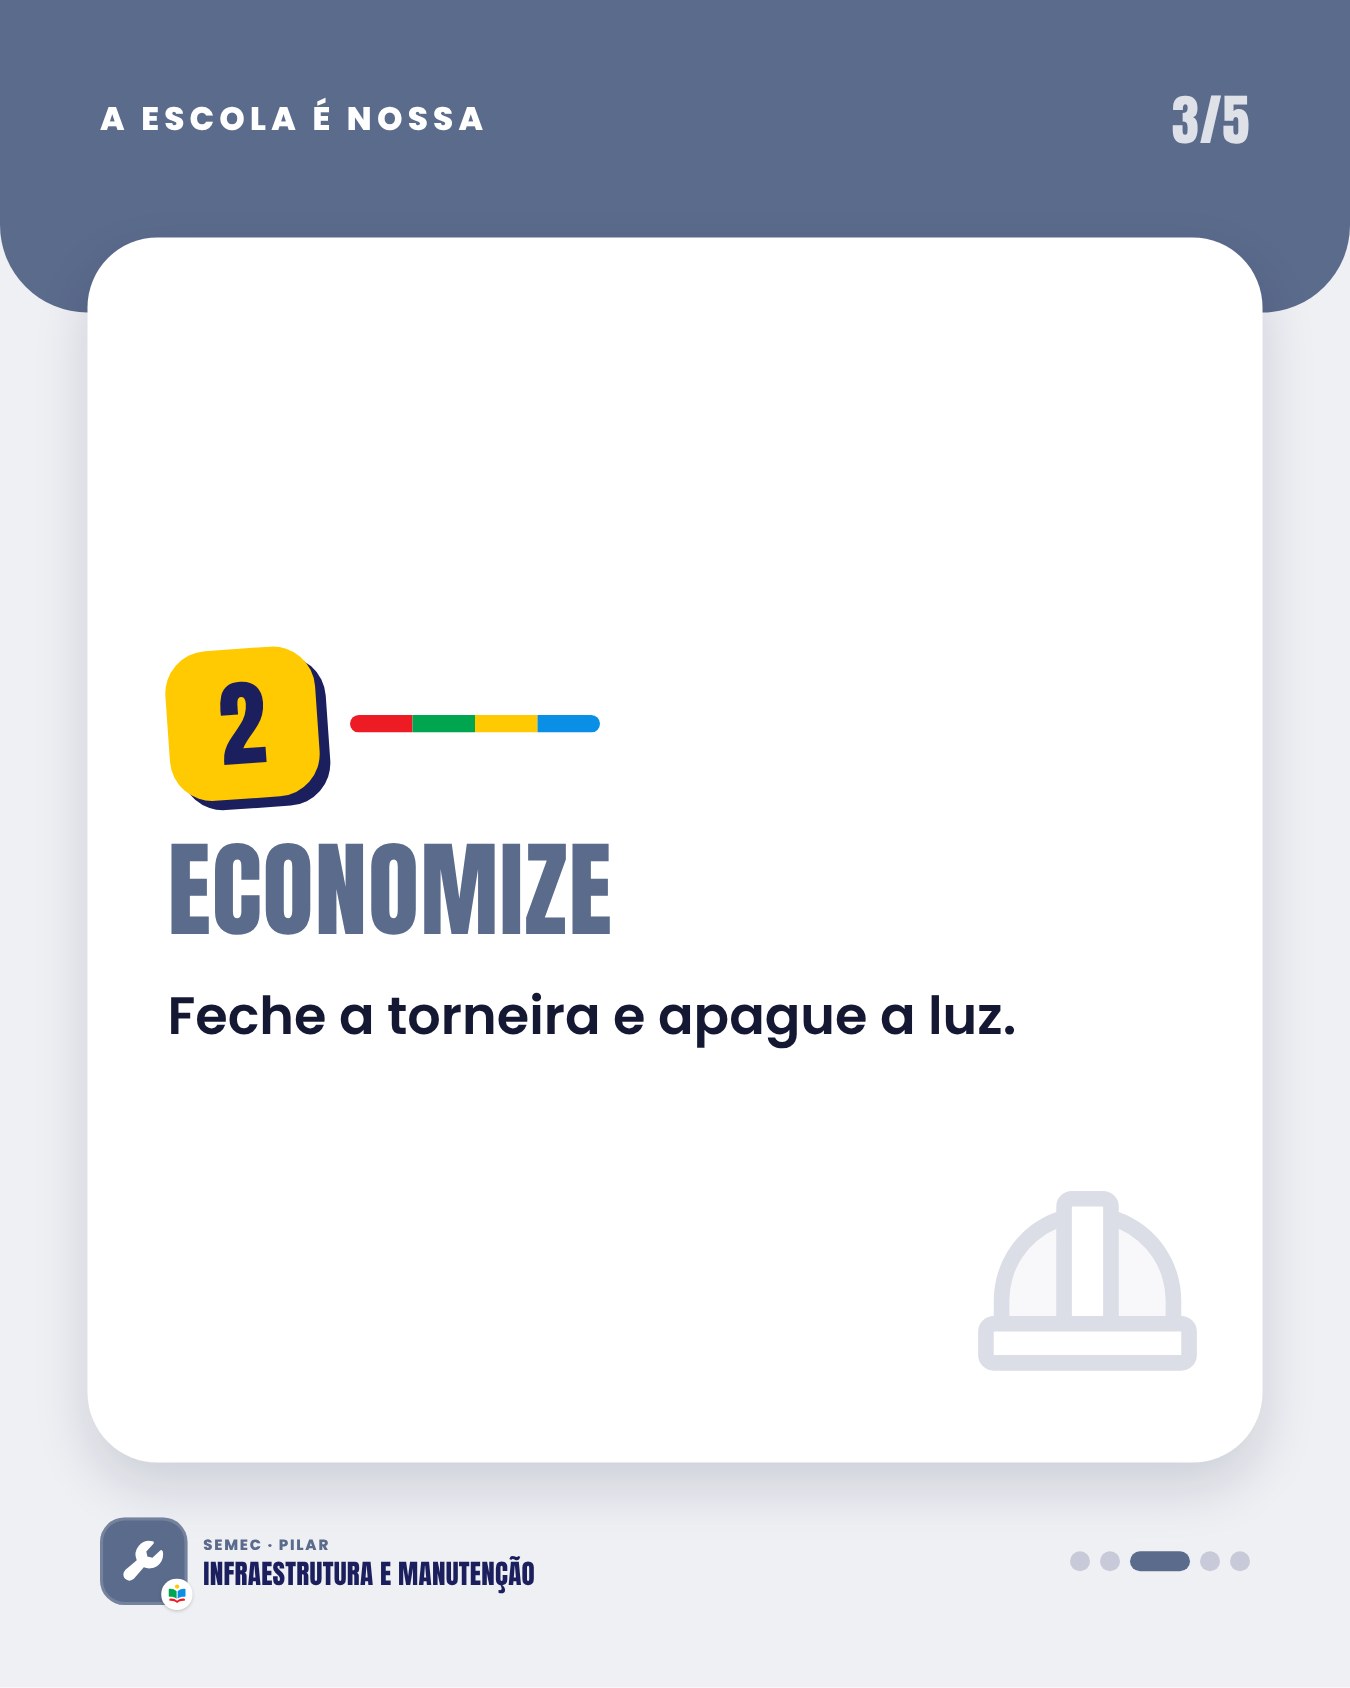 A ESCOLA É NOSSA
3/5
2
ECONOMIZE
Feche a torneira e apague a luz.
SEMEC · PILAR
INFRAESTRUTURA E MANUTENÇÃO